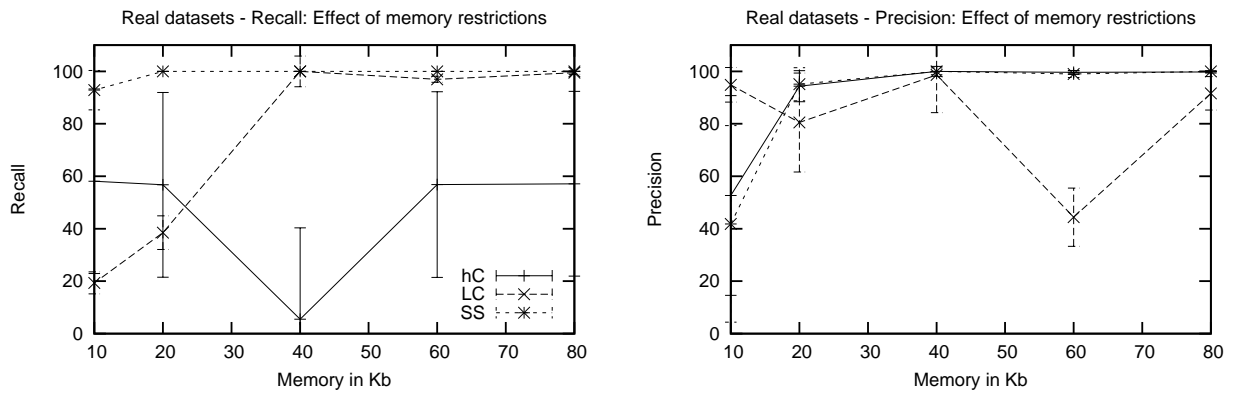 Real datasets - Recall: Effect of memory restrictions
100
80
60
40
20
0
Recall
hC
LC
SS
10 20 30 40 50 60 70 80
Memory in Kb
Real datasets - Precision: Effect of memory restrictions
100
80
60
40
20
0
Precision
10 20 30 40 50 60 70 80
Memory in Kb